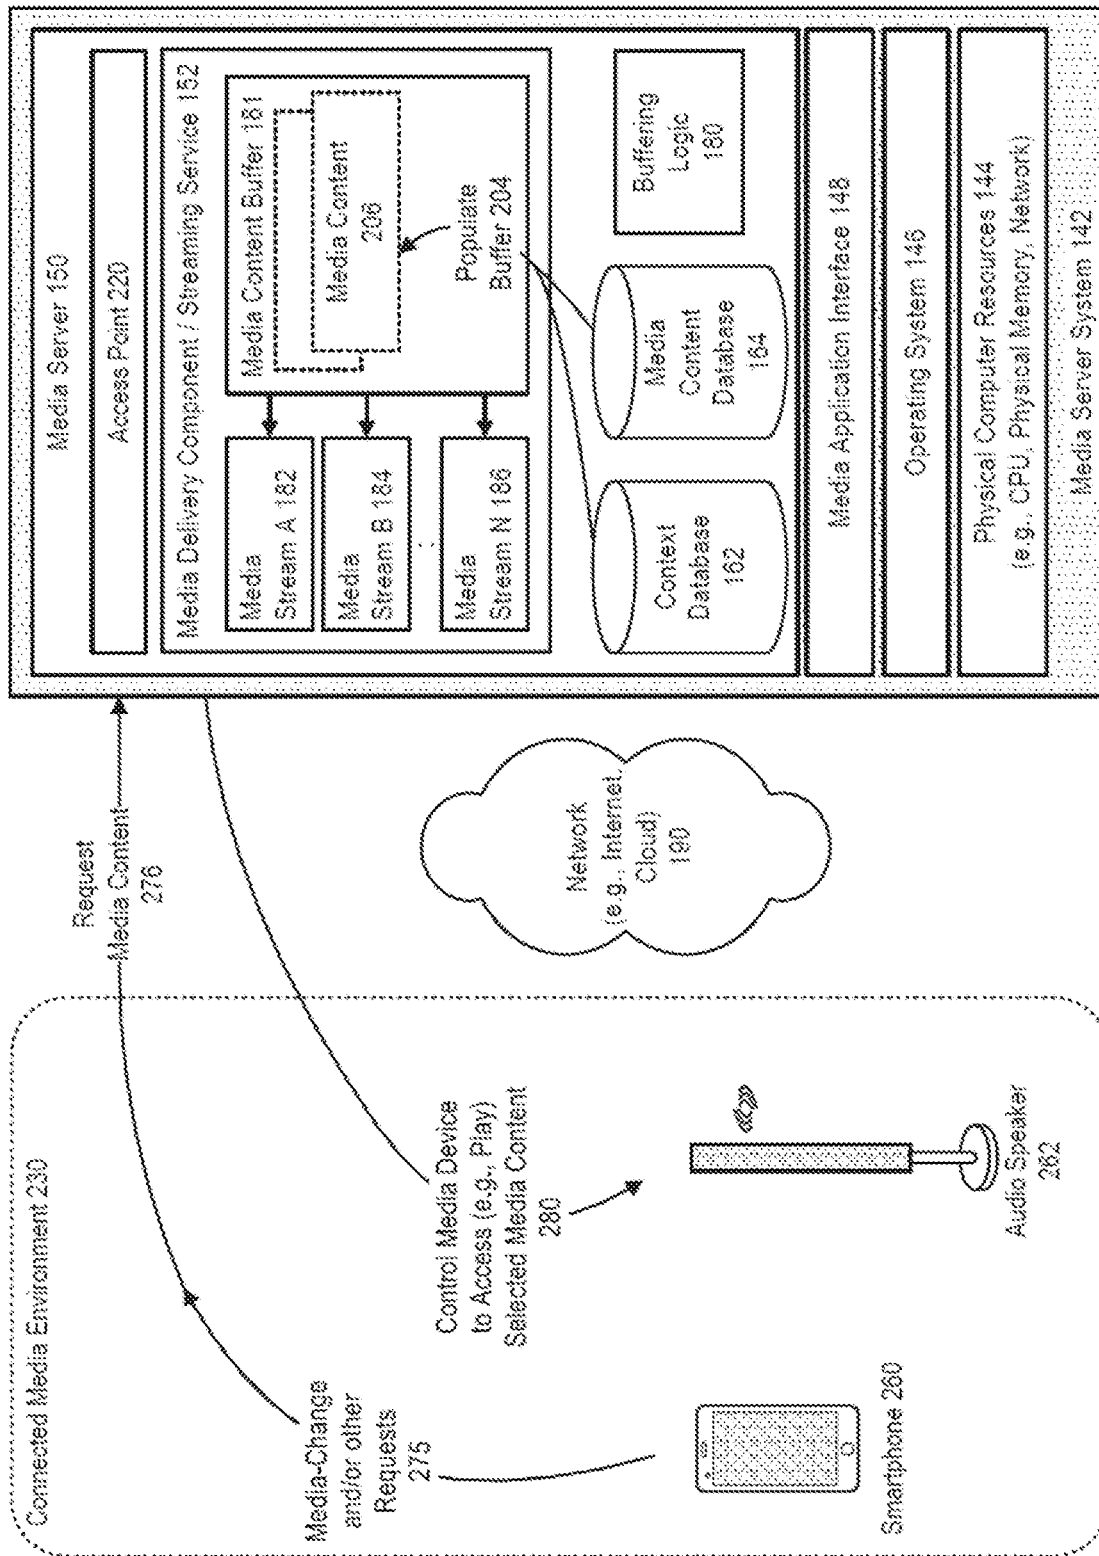 Connected Media Environment 230
Media-Change
and/or other
Requests
275
Smartphone 260
Control Media Device
to Access (e.g., Play)
Selected Media Content
280
Audio Speaker
262
Request
Media Content
276
Network
(e.g., Internet.
Cloud)
190
Media Server 150
Access Point 220
Media Delivery Component / Streaming Service 152
Media
Stream A 182
Media
Stream B 184
Media
Stream N 186
Media Content Buffer 181
Media Content
206
Populate
Buffer 204
Context
Database
162
Media
Content
Database
164
Buffering
Logic
180
Media Application Interface 148
Operating System 146
Physical Computer Resources 144
(e.g., CPU, Physical Memory, Network)
Media Server System 142